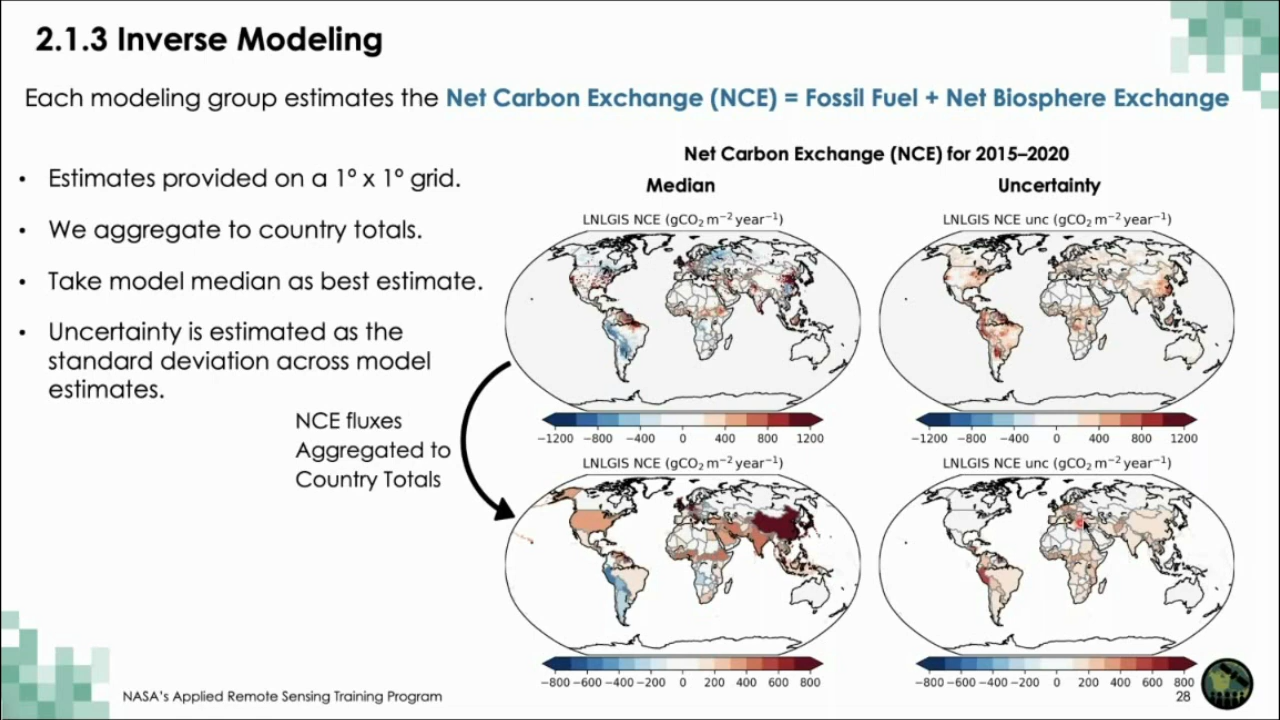 2.1.3 Inverse Modeling
Each modeling group estimates the Net Carbon Exchange (NCE) = Fossil Fuel + Net Biosphere Exchange
• Estimates provided on a 1° x 1° grid.
• We aggregate to country totals.
• Take model median as best estimate.
• Uncertainty is estimated as the
standard deviation across model
estimates.
NCE fluxes
Aggregated to
Country Totals
Net Carbon Exchange (NCE) for 2015–2020
Median
Uncertainty
LNLGIS NCE (gCO₂ m⁻² year⁻¹)
LNLGIS NCE unc (gCO₂ m⁻² year⁻¹)
−1200 −800 −400 0 400 800 1200
−1200 −800 −400 0 400 800 1200
LNLGIS NCE (gCO₂ m⁻² year⁻¹)
LNLGIS NCE unc (gCO₂ m⁻² year⁻¹)
−800 −600 −400 −200 0 200 400 600 800
−800 −600 −400 −200 0 200 400 600 800
NASA's Applied Remote Sensing Training Program
28